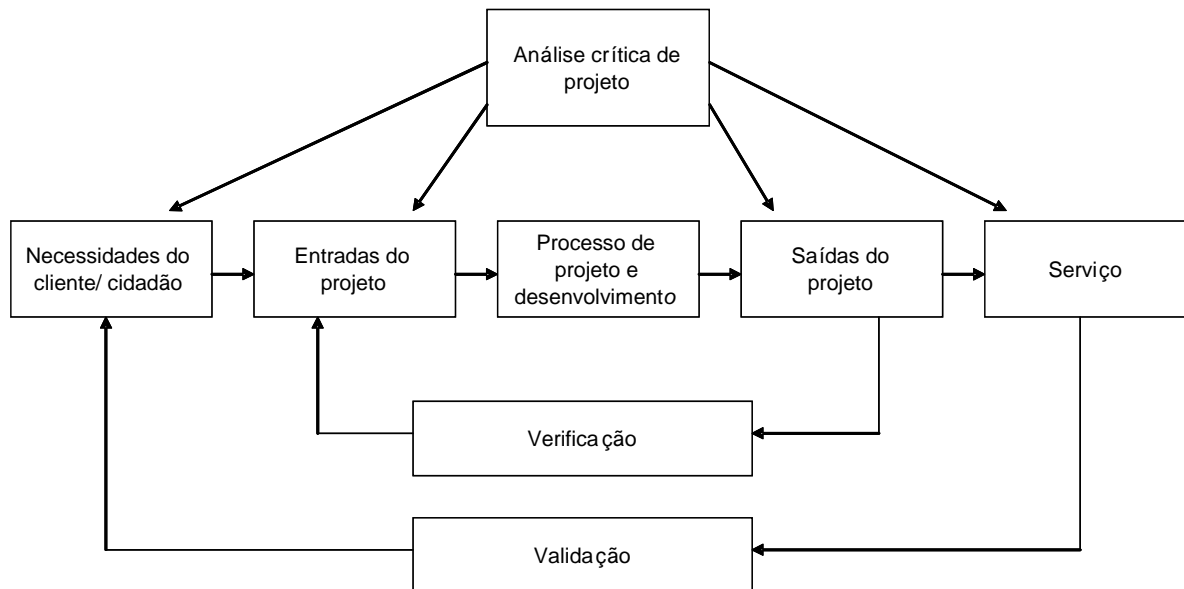 Análise crítica de
projeto
Necessidades do
cliente/ cidadão
Entradas do
projeto
Processo de
projeto e
desenvolvimento
Saídas do
projeto
Serviço
Verificação
Validação